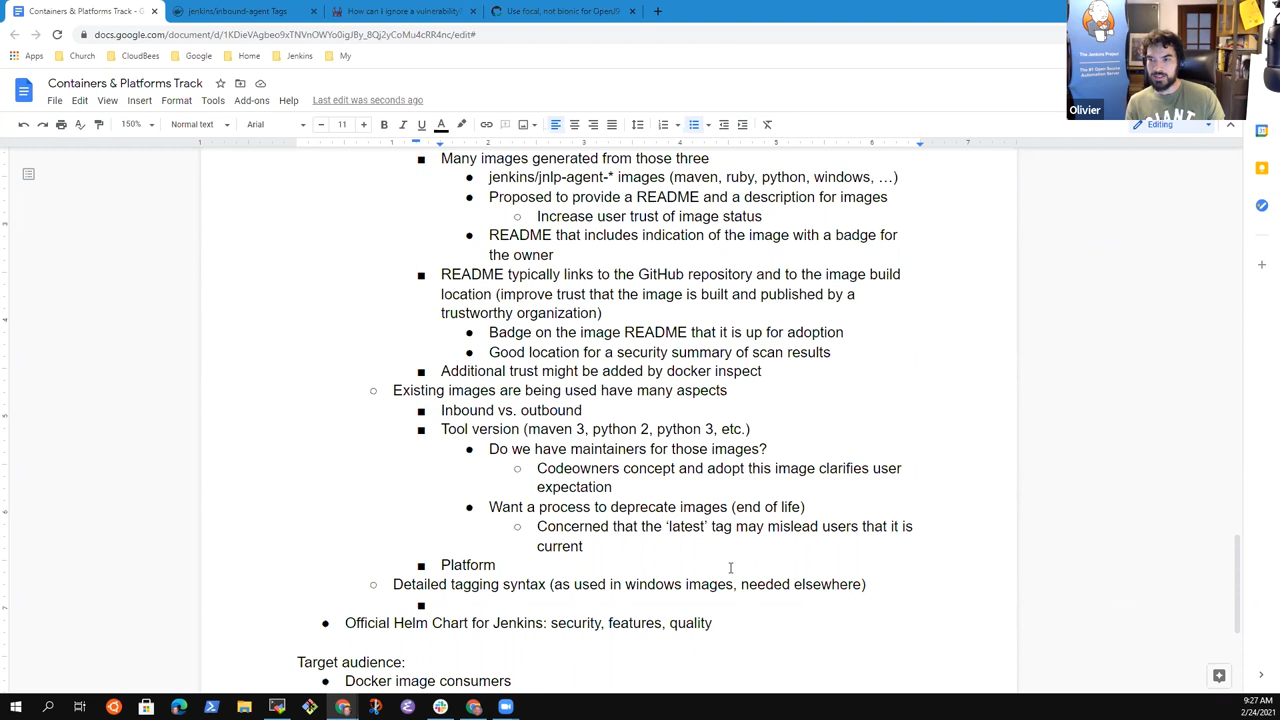 Containers & Platforms Track - G
jenkins/inbound-agent Tags
How can i ignore a vulnerability?
Use focal, not bionic for OpenJS
docs.google.com/document/d/1KDieVAgbeo9xTNVnOWYo0igJ8y_8Qj2yCoMu4cRR4nc/edit#
Apps
Church
CloudBees
Google
Home
Jenkins
My
Containers & Platforms Track
File Edit View Insert Format Tools Add-ons Help Last edit was seconds ago
150% Normal text Arial 11
Editing
The Jenkins Project
The #1 Open Source
Automation Server
Olivier
Many images generated from those three
jenkins/jnlp-agent-* images (maven, ruby, python, windows, …)
Proposed to provide a README and a description for images
Increase user trust of image status
README that includes indication of the image with a badge for
the owner
README typically links to the GitHub repository and to the image build
location (improve trust that the image is built and published by a
trustworthy organization)
Badge on the image README that it is up for adoption
Good location for a security summary of scan results
Additional trust might be added by docker inspect
Existing images are being used have many aspects
Inbound vs. outbound
Tool version (maven 3, python 2, python 3, etc.)
Do we have maintainers for those images?
Codeowners concept and adopt this image clarifies user
expectation
Want a process to deprecate images (end of life)
Concerned that the ‘latest’ tag may mislead users that it is
current
Platform
Detailed tagging syntax (as used in windows images, needed elsewhere)
Official Helm Chart for Jenkins: security, features, quality
Target audience:
Docker image consumers
9:27 AM
2/24/2021